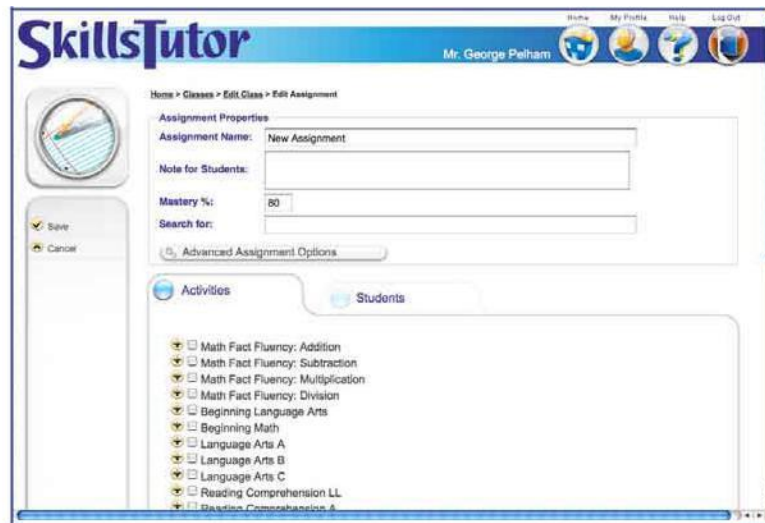 Home My Profile Help Log Out
SkillsTutor
Mr. George Pelham
Home > Classes > Edit Class > Edit Assignment
Assignment Properties
Assignment Name: New Assignment
Note for Students:
Mastery %: 80
Search for:
Save
Cancel
Advanced Assignment Options
Activities
Students
Math Fact Fluency: Addition
Math Fact Fluency: Subtraction
Math Fact Fluency: Multiplication
Math Fact Fluency: Division
Beginning Language Arts
Beginning Math
Language Arts A
Language Arts B
Language Arts C
Reading Comprehension LL
Reading Comprehension A